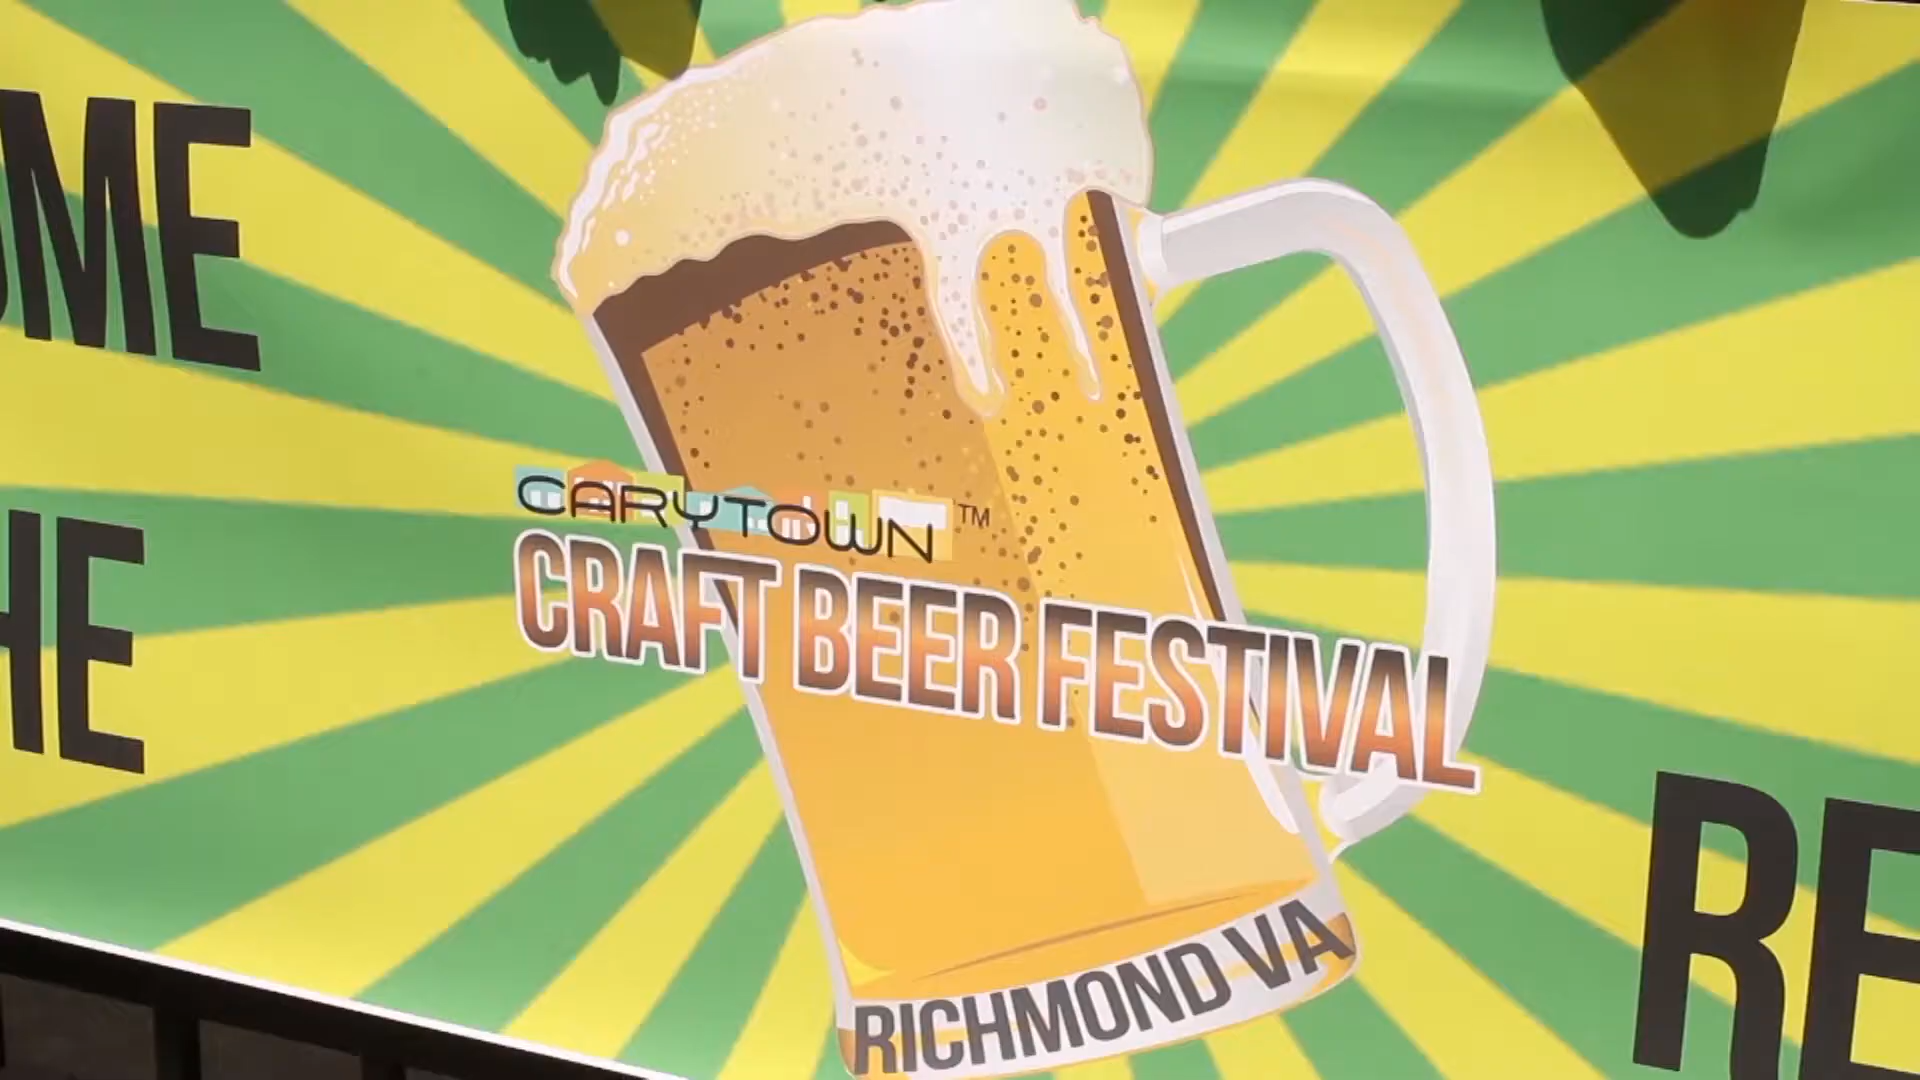 OME
HE
CARYTOWN™
CRAFT BEER FESTIVAL
RICHMOND VA
RE